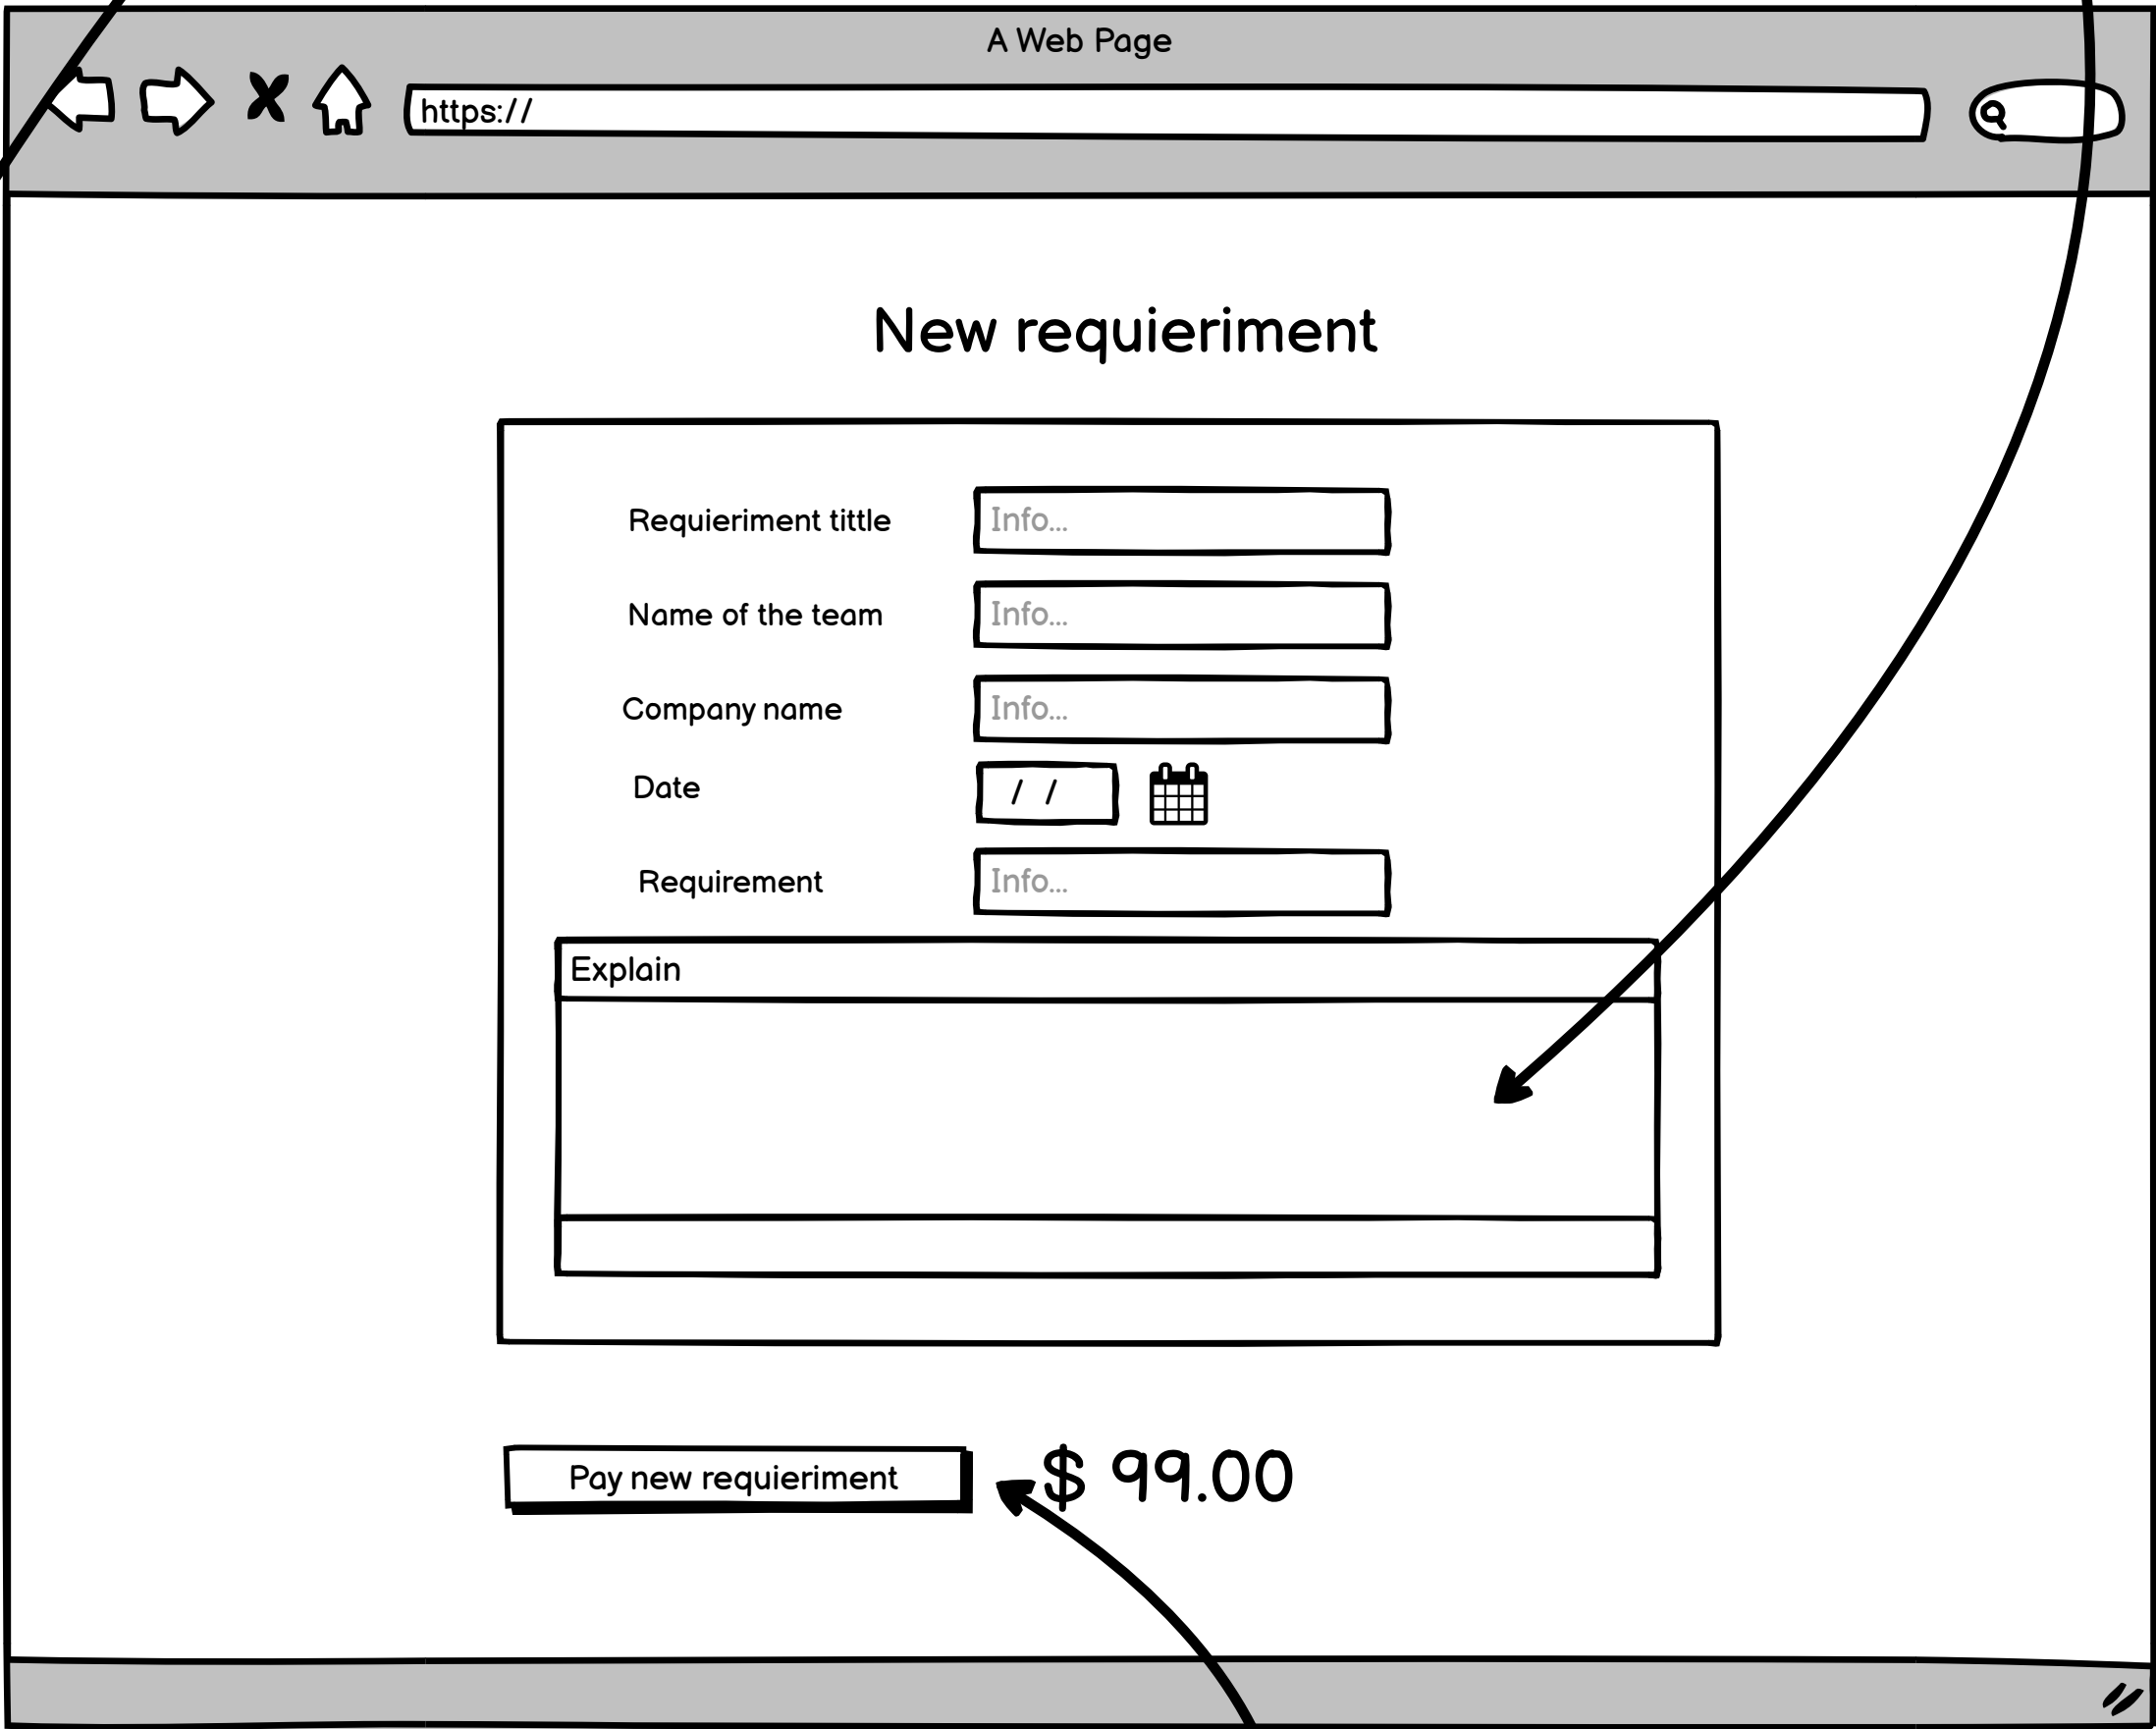 A Web Page
https://
New requieriment
Requieriment tittle Info...
Name of the team Info...
Company name Info...
Date / /
Requirement Info...
Explain
Pay new requieriment $ 99.00